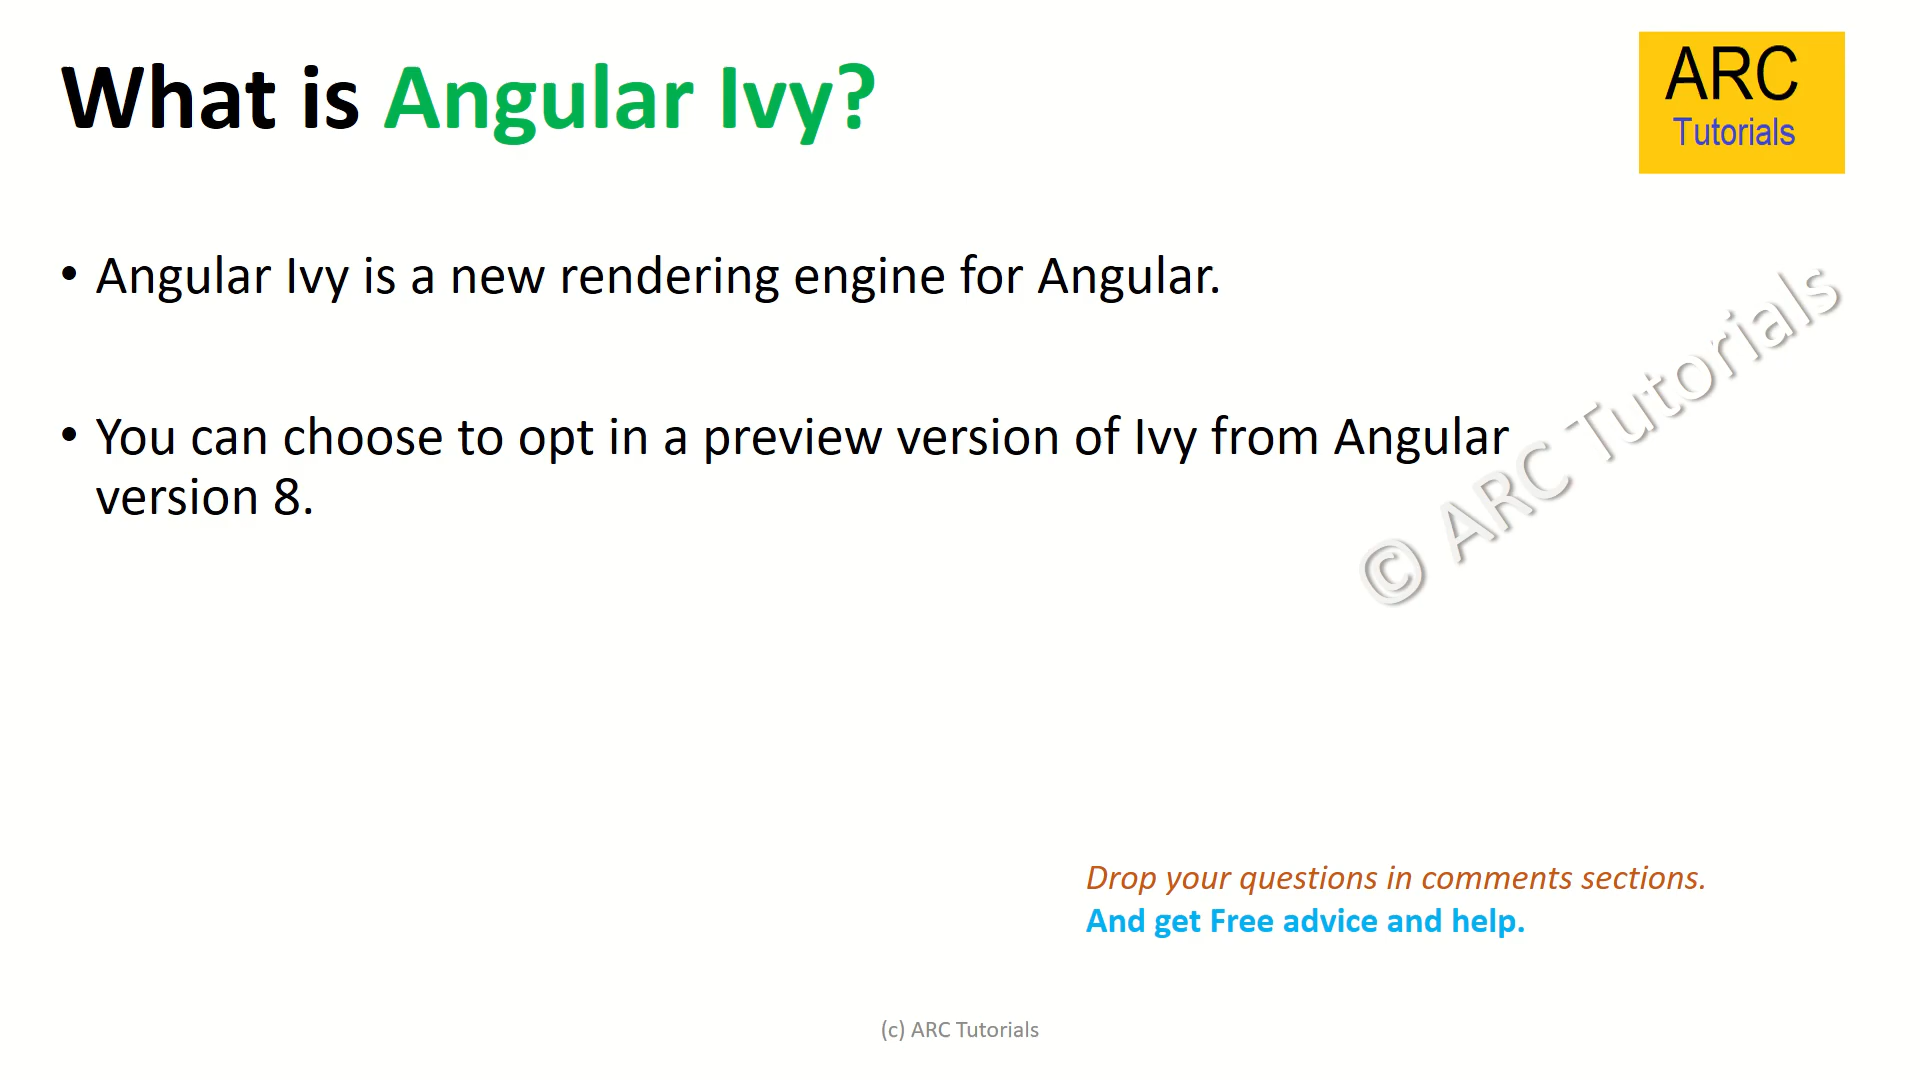 What is Angular Ivy?
ARC
Tutorials
• Angular Ivy is a new rendering engine for Angular.
• You can choose to opt in a preview version of Ivy from Angular
version 8.
© ARC Tutorials
Drop your questions in comments sections.
And get Free advice and help.
(c) ARC Tutorials